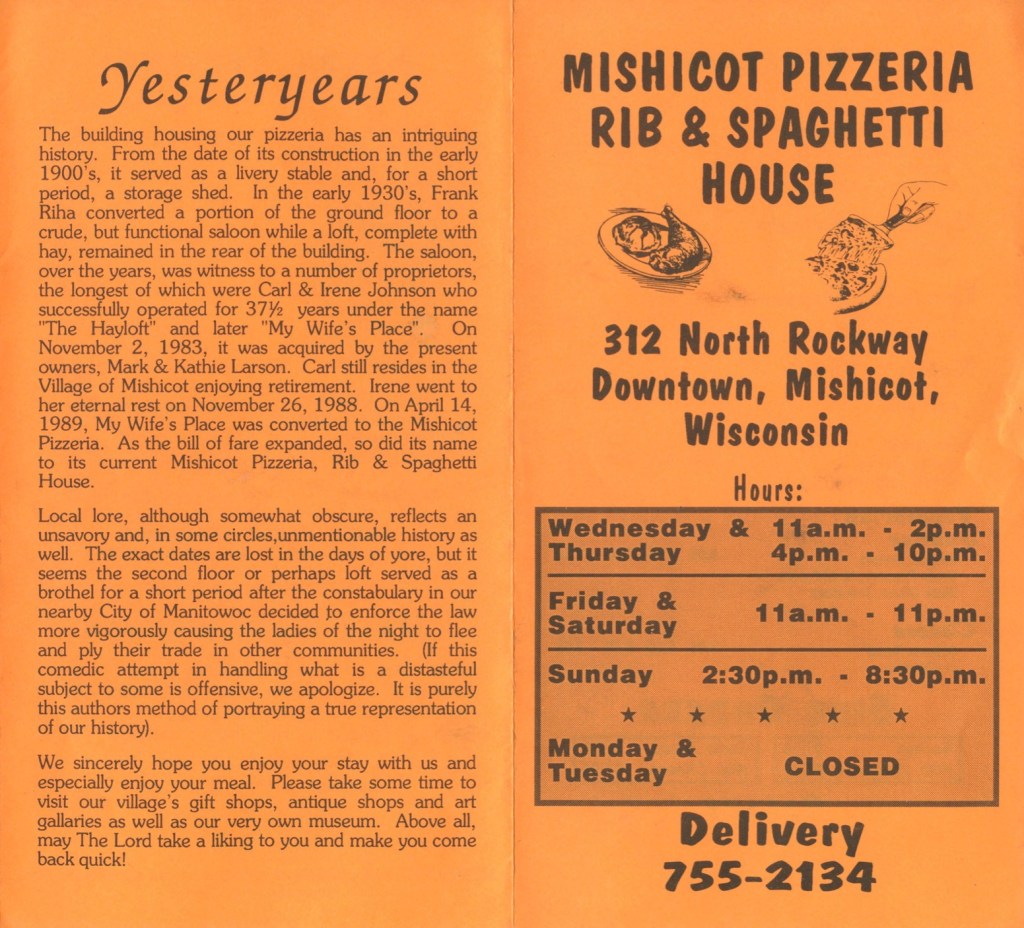 Yesteryears
The building housing our pizzeria has an intriguing
history. From the date of its construction in the early
1900's, it served as a livery stable and, for a short
period, a storage shed. In the early 1930's, Frank
Riha converted a portion of the ground floor to a
crude, but functional saloon while a loft, complete with
hay, remained in the rear of the building. The saloon,
over the years, was witness to a number of proprietors,
the longest of which were Carl & Irene Johnson who
successfully operated for 37½ years under the name
"The Hayloft" and later "My Wife's Place". On
November 2, 1983, it was acquired by the present
owners, Mark & Kathie Larson. Carl still resides in the
Village of Mishicot enjoying retirement. Irene went to
her eternal rest on November 26, 1988. On April 14,
1989, My Wife's Place was converted to the Mishicot
Pizzeria. As the bill of fare expanded, so did its name
to its current Mishicot Pizzeria, Rib & Spaghetti
House.
Local lore, although somewhat obscure, reflects an
unsavory and, in some circles,unmentionable history as
well. The exact dates are lost in the days of yore, but it
seems the second floor or perhaps loft served as a
brothel for a short period after the constabulary in our
nearby City of Manitowoc decided to enforce the law
more vigorously causing the ladies of the night to flee
and ply their trade in other communities. (If this
comedic attempt in handling what is a distasteful
subject to some is offensive, we apologize. It is purely
this authors method of portraying a true representation
of our history).
We sincerely hope you enjoy your stay with us and
especially enjoy your meal. Please take some time to
visit our village's gift shops, antique shops and art
gallaries as well as our very own museum. Above all,
may The Lord take a liking to you and make you come
back quick!
MISHICOT PIZZERIA
RIB & SPAGHETTI
HOUSE
312 North Rockway
Downtown, Mishicot,
Wisconsin
Hours:
Wednesday & 11a.m. - 2p.m.
Thursday 4p.m. - 10p.m.
Friday &
Saturday 11a.m. - 11p.m.
Sunday 2:30p.m. - 8:30p.m.
Monday &
Tuesday CLOSED
Delivery
755-2134